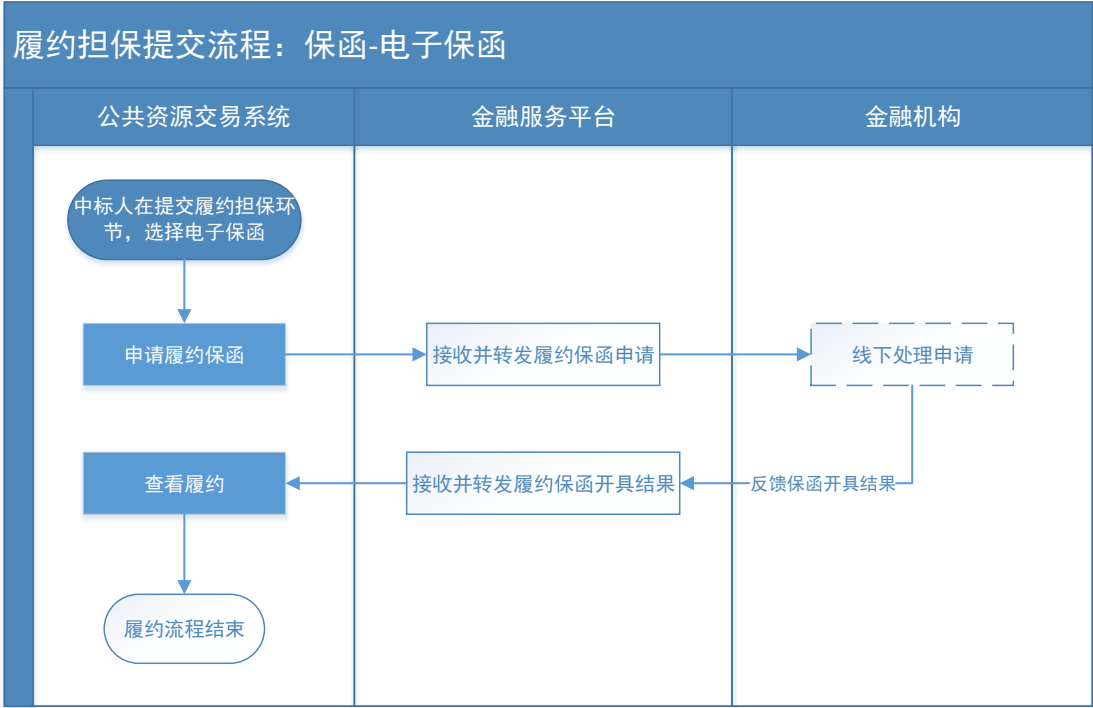 履约担保提交流程：保函-电子保函
公共资源交易系统
金融服务平台
金融机构
中标人在提交履约担保环
节，选择电子保函
申请履约保函
接收并转发履约保函申请
线下处理申请
查看履约
接收并转发履约保函开具结果
反馈保函开具结果
履约流程结束